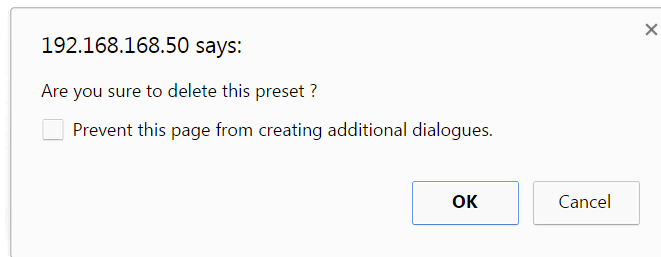 192.168.168.50 says:
Are you sure to delete this preset ?
Prevent this page from creating additional dialogues.
OK Cancel